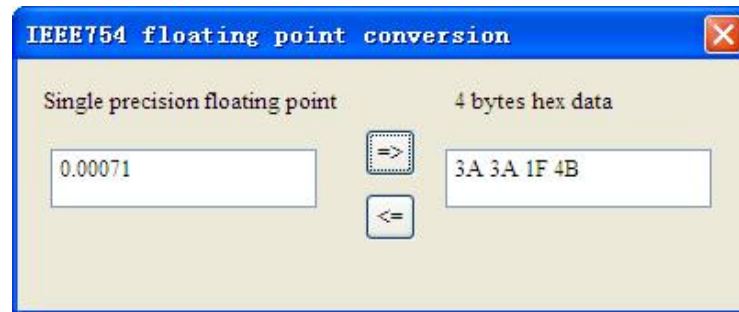 IEEE754 floating point conversion
Single precision floating point
4 bytes hex data
0.00071
=>
3A 3A 1F 4B
<=